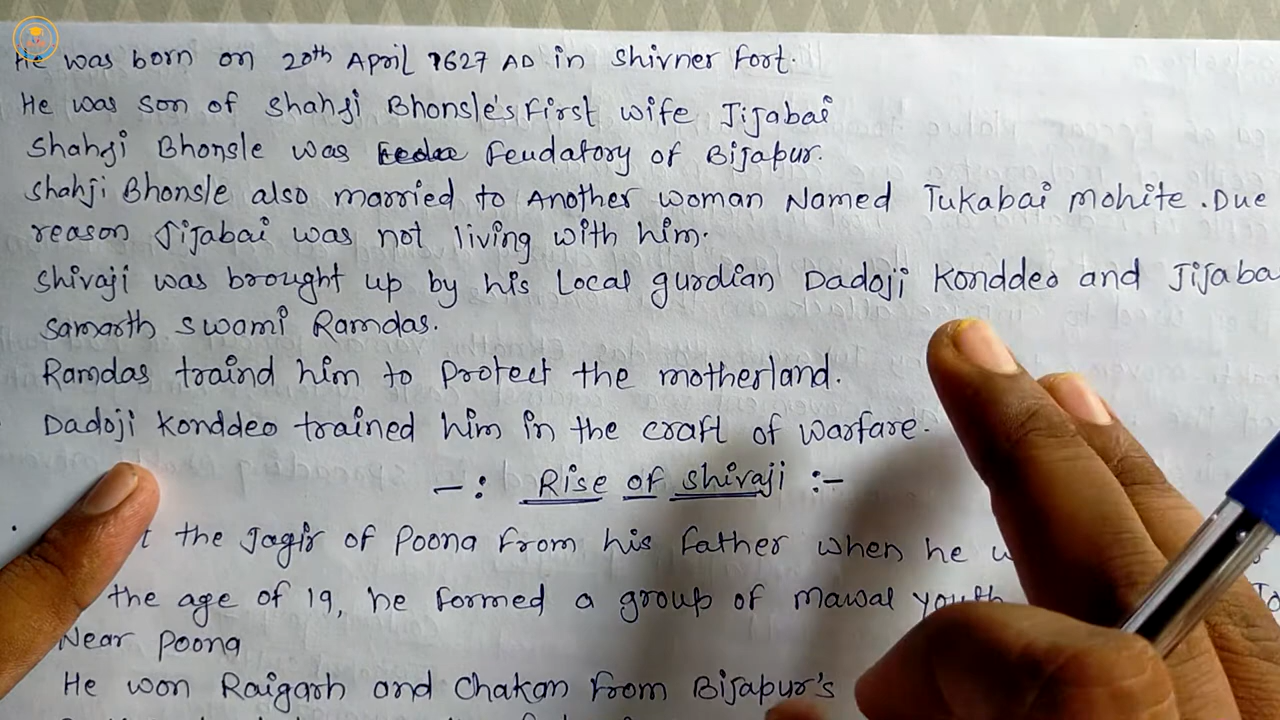 He was born on 20th April 1627 AD in Shivner Fort.
He was son of Shahji Bhonsle's First wife Jijabai
Shahji Bhonsle was Feudatory of Bijapur.
Shahji Bhonsle also married to Another woman Named Tukabai Mohite. Due
reason Jijabai was not living with him.
Shivaji was brought up by his Local gurdian Dadoji Konddeo and Jijaba
Samarth Swami Ramdas.
Ramdas traind him to Protect the motherland.
Dadoji Konddeo trained him in the craft of warfare.
-: Rise of Shivaji :-
the Jagir of Poona From his Father when he
the age of 19, he Formed a group of Mawal youth
Near Poona
He won Raigarh and Chakan From Bijapur's